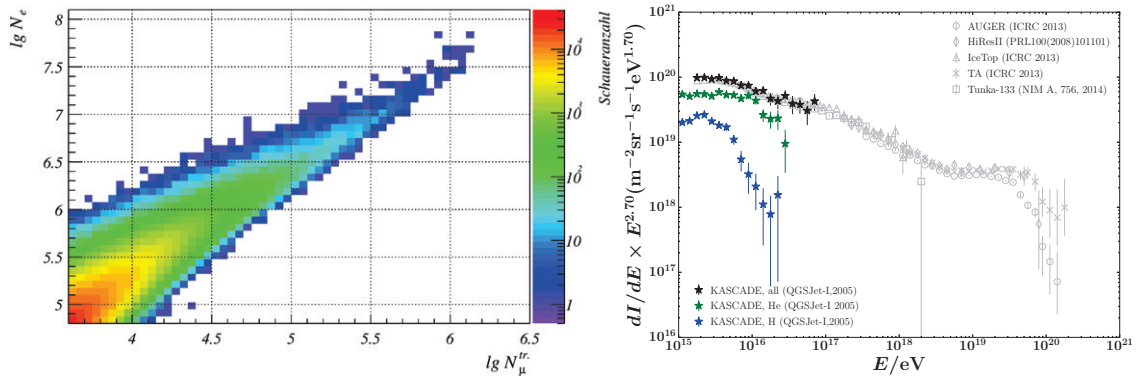 lg N_e
8
7.5
7
6.5
6
5.5
5
4
4.5
5
5.5
6
6.5
lg N_μ^tr.
Schaueranzahl
10^4
10^3
10^2
10
1
dI/dE × E^2.70 (m^-2 sr^-1 s^-1 eV^1.70)
10^21
10^20
10^19
10^18
10^17
10^16
AUGER (ICRC 2013)
HiResII (PRL100(2008)101101)
IceTop (ICRC 2013)
TA (ICRC 2013)
Tunka-133 (NIM A, 756, 2014)
KASCADE, all (QGSJet-I,2005)
KASCADE, He (QGSJet-I 2005)
KASCADE, H (QGSJet-I,2005)
10^15
10^16
10^17
10^18
10^19
10^20
10^21
E/eV